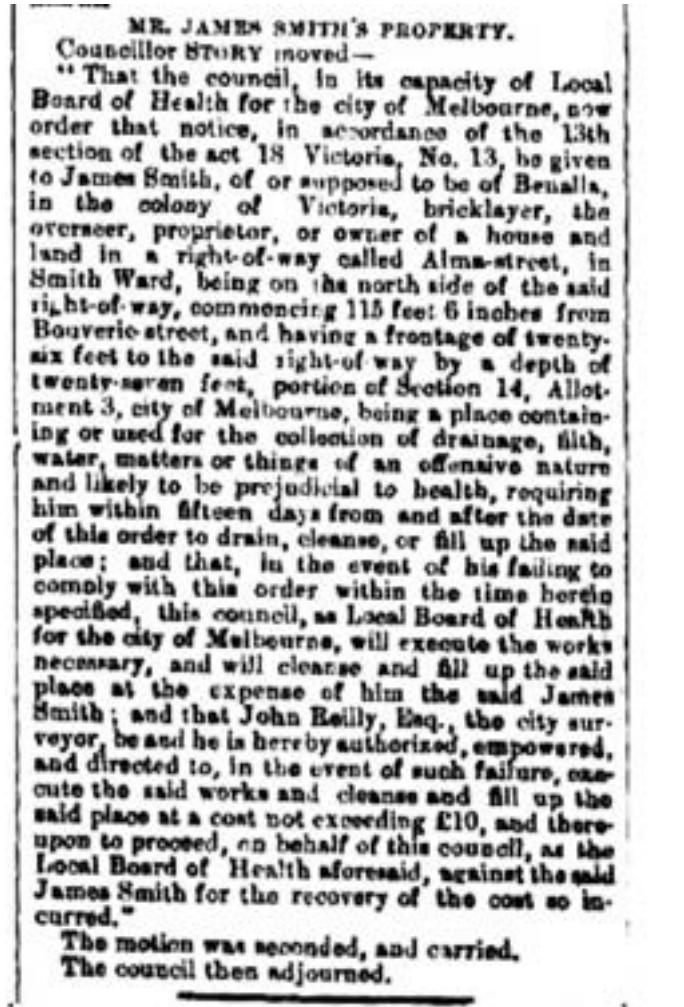 MR. JAMES SMITH'S PROPERTY.
Councillor STORY moved—
"That the council, in its capacity of Local
Board of Health for the city of Melbourne, now
order that notice, in accordance of the 13th
section of the act 18 Victoria, No. 13, be given
to James Smith, of or supposed to be of Benalla,
in the colony of Victoria, bricklayer, the
overseer, proprietor, or owner of a house and
land in a right-of-way called Alma-street, in
Smith Ward, being on the north side of the said
right-of-way, commencing 115 feet 6 inches from
Bouverie-street, and having a frontage of twenty-
six feet to the said right-of-way by a depth of
twenty-seven feet, portion of Section 14, Allot-
ment 3, city of Melbourne, being a place contain-
ing or used for the collection of drainage, filth,
water, matters or things of an offensive nature
and likely to be prejudicial to health, requiring
him within fifteen days from and after the date
of this order to drain, cleanse, or fill up the said
place; and that, in the event of his failing to
comply with this order within the time herein
specified, this council, as Local Board of Health
for the city of Melbourne, will execute the works
necessary, and will cleanse and fill up the said
place at the expense of him the said James
Smith; and that John Reilly, Esq., the city sur-
veyor, be and he is hereby authorized, empowered,
and directed to, in the event of such failure, exe-
cute the said works and cleanse and fill up the
said place at a cost not exceeding £10, and there-
upon to proceed, on behalf of this council, as the
Local Board of Health aforesaid, against the said
James Smith for the recovery of the cost so in-
curred."
The motion was seconded, and carried.
The council then adjourned.